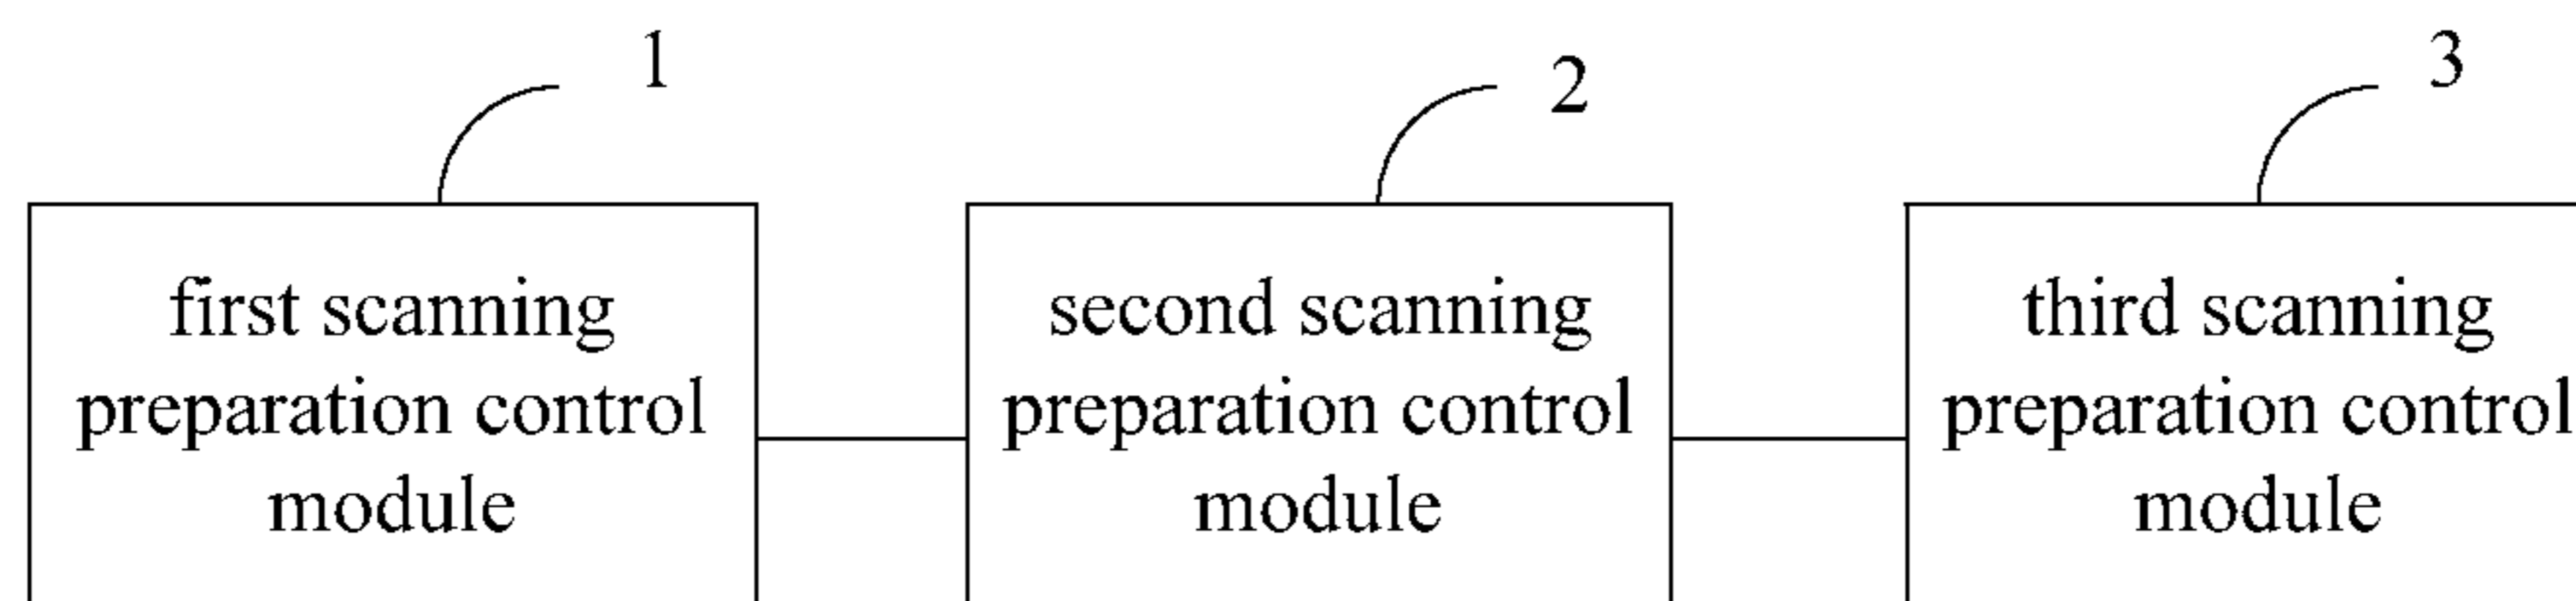 1
2
3
first scanning
preparation control
module
second scanning
preparation control
module
third scanning
preparation control
module